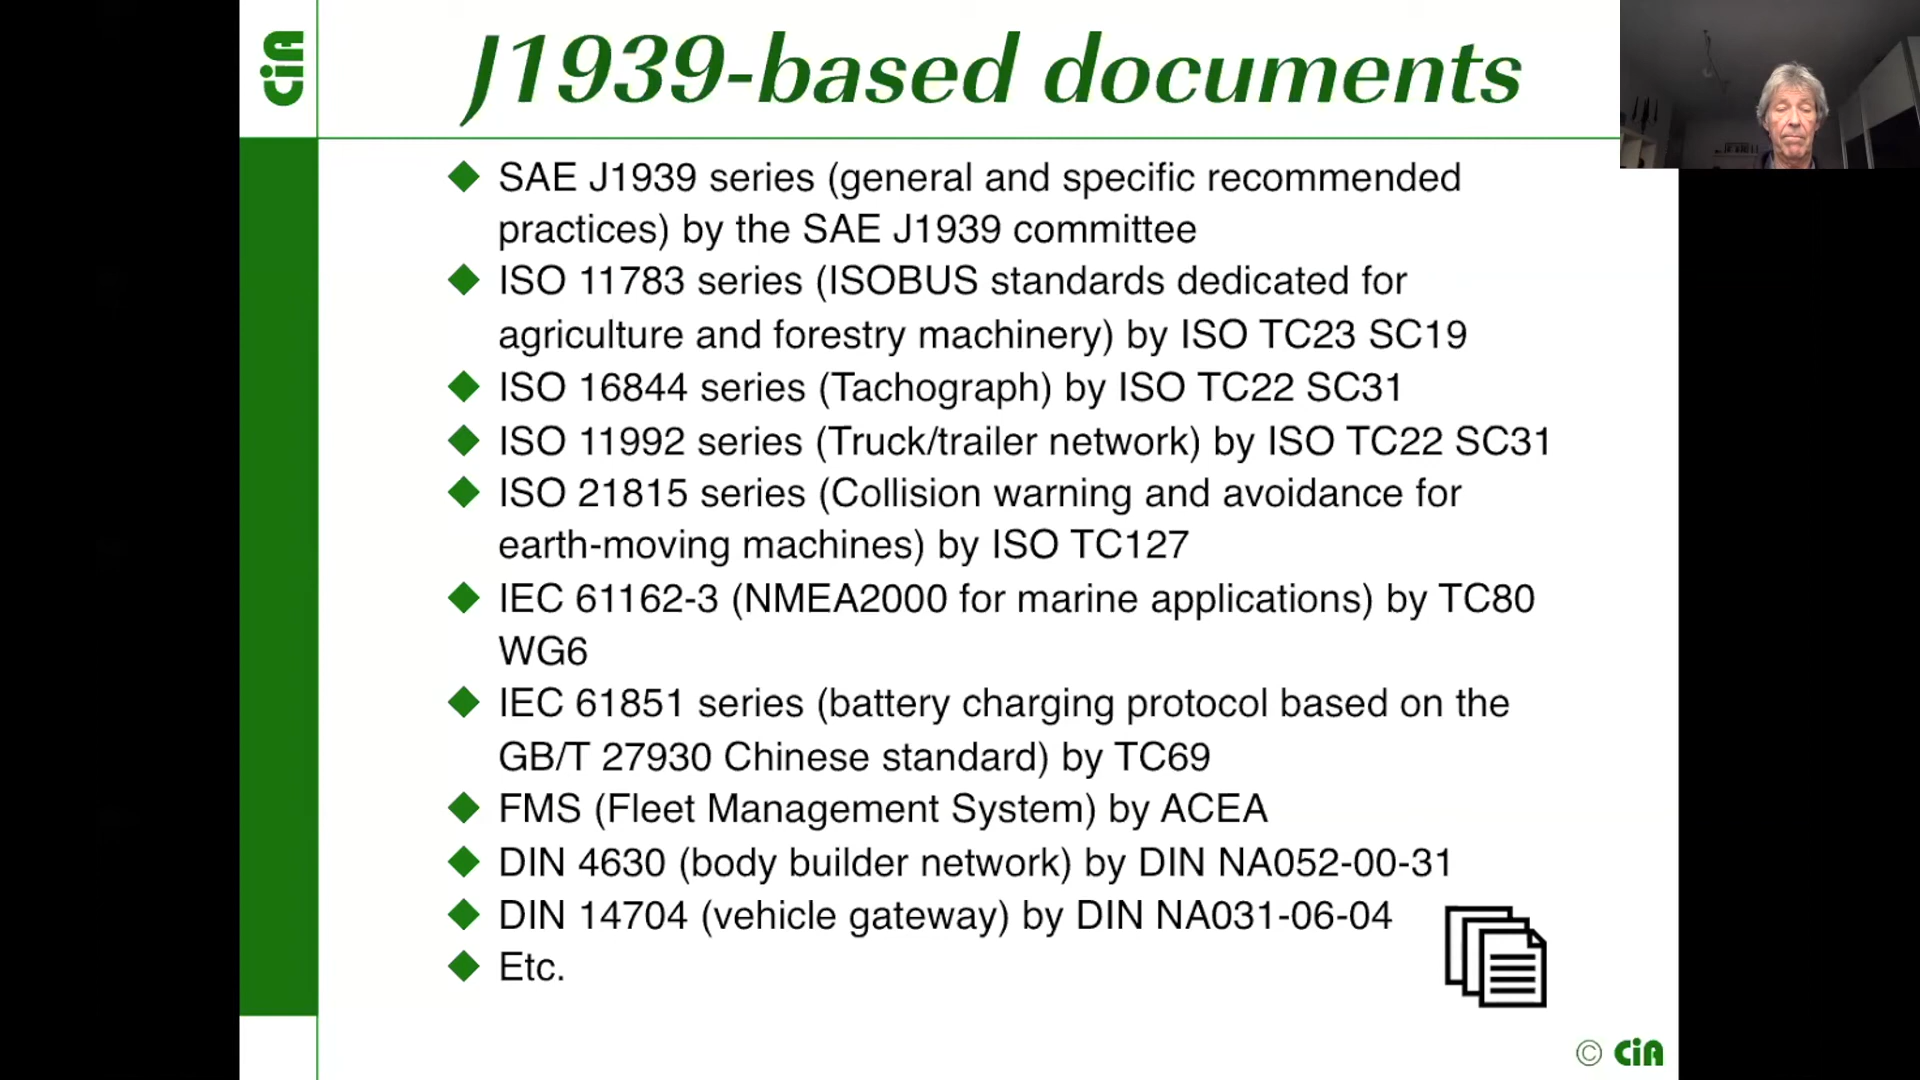 CiA
J1939-based documents
SAE J1939 series (general and specific recommended
practices) by the SAE J1939 committee
ISO 11783 series (ISOBUS standards dedicated for
agriculture and forestry machinery) by ISO TC23 SC19
ISO 16844 series (Tachograph) by ISO TC22 SC31
ISO 11992 series (Truck/trailer network) by ISO TC22 SC31
ISO 21815 series (Collision warning and avoidance for
earth-moving machines) by ISO TC127
IEC 61162-3 (NMEA2000 for marine applications) by TC80
WG6
IEC 61851 series (battery charging protocol based on the
GB/T 27930 Chinese standard) by TC69
FMS (Fleet Management System) by ACEA
DIN 4630 (body builder network) by DIN NA052-00-31
DIN 14704 (vehicle gateway) by DIN NA031-06-04
Etc.
© CiA